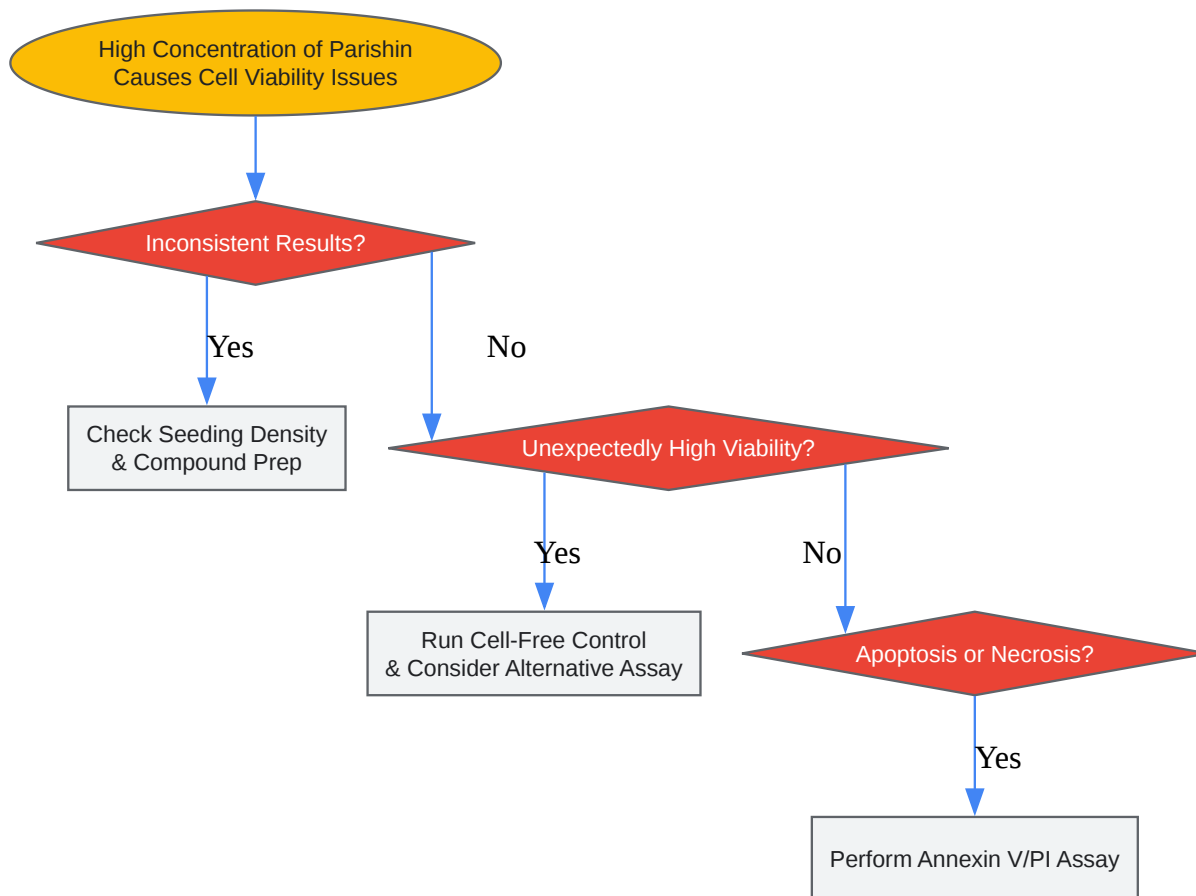 High Concentration of Parishin
Causes Cell Viability Issues
Inconsistent Results?
Yes
No
Check Seeding Density
& Compound Prep
Unexpectedly High Viability?
Yes
No
Run Cell-Free Control
& Consider Alternative Assay
Apoptosis or Necrosis?
Yes
Perform Annexin V/PI Assay